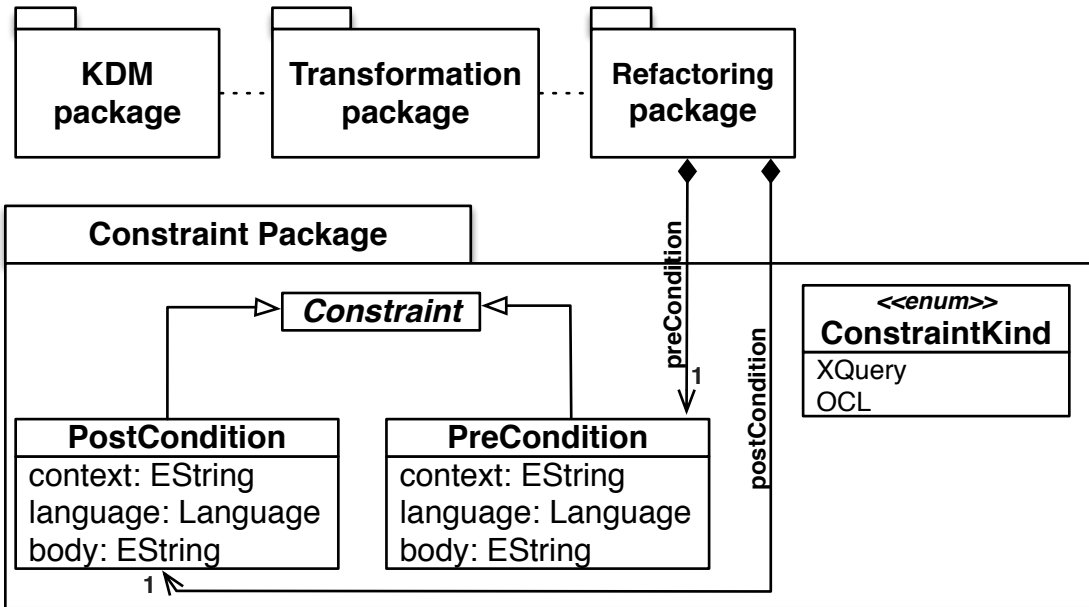 KDM
package
Transformation
package
Refactoring
package
Constraint Package
preCondition
1
postCondition
Constraint
<<enum>>
ConstraintKind
XQuery
OCL
PostCondition
context: EString
language: Language
body: EString
1
PreCondition
context: EString
language: Language
body: EString